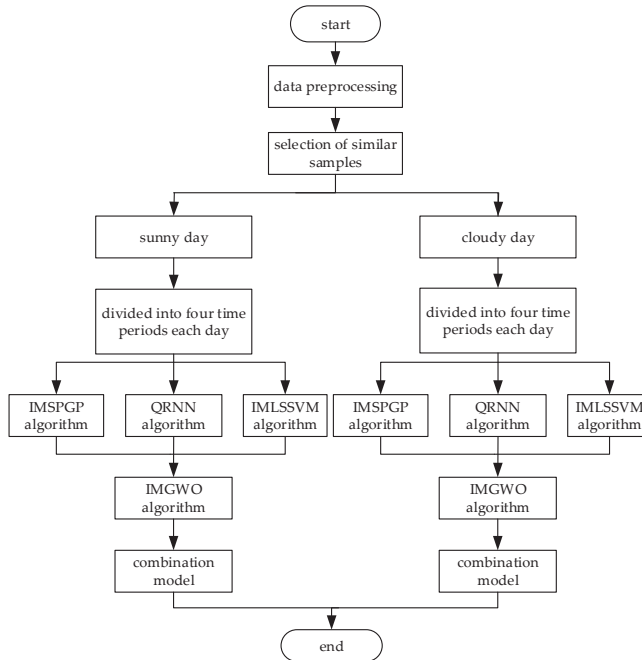 start
data preprocessing
selection of similar
samples
sunny day
cloudy day
divided into four time
periods each day
divided into four time
periods each day
IMSPGP
algorithm
QRNN
algorithm
IMLSSVM
algorithm
IMSPGP
algorithm
QRNN
algorithm
IMLSSVM
algorithm
IMGWO
algorithm
IMGWO
algorithm
combination
model
combination
model
end